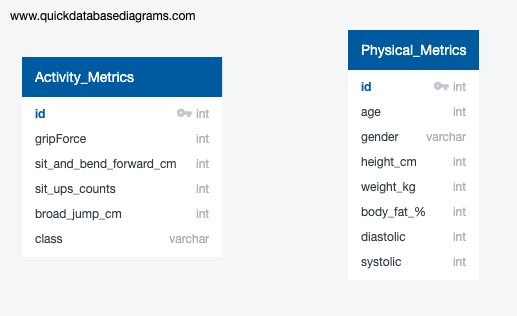 www.quickdatabasediagrams.com
Activity_Metrics
id int
gripForce int
sit_and_bend_forward_cm int
sit_ups_counts int
broad_jump_cm int
class varchar
Physical_Metrics
id int
age int
gender varchar
height_cm int
weight_kg int
body_fat_% int
diastolic int
systolic int